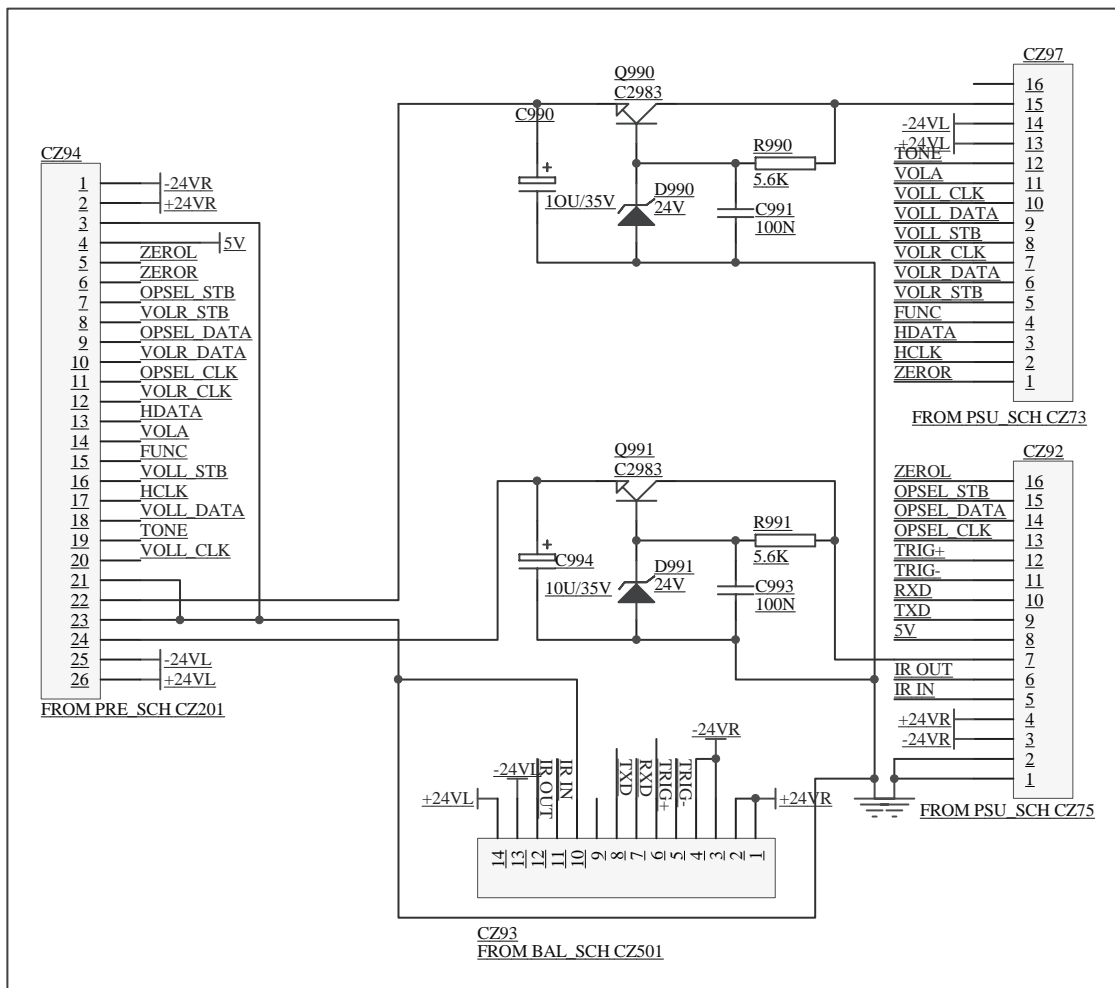 CZ94
1
-24VR
2
+24VR
3
4
5V
5
ZEROL
6
ZEROR
7
OPSEL_STB
8
VOLR_STB
9
OPSEL_DATA
10
VOLR_DATA
11
OPSEL_CLK
12
VOLR_CLK
13
HDATA
14
VOLA
15
FUNC
16
VOLL_STB
17
HCLK
18
VOLL_DATA
19
TONE
20
VOLL_CLK
21
22
23
24
25
-24VL
26
+24VL
FROM PRE_SCH CZ201
Q990
C2983
C990
+
1OU/35V
D990
24V
R990
5.6K
C991
100N
Q991
C2983
+
C994
10U/35V
D991
24V
R991
5.6K
C993
100N
CZ97
16
15
-24VL
14
+24VL
13
TONE
12
VOLA
11
VOLL_CLK
10
VOLL_DATA
9
VOLL_STB
8
VOLR_CLK
7
VOLR_DATA
6
VOLR_STB
5
FUNC
4
HDATA
3
HCLK
2
ZEROR
1
FROM PSU_SCH CZ73
CZ92
ZEROL
16
OPSEL_STB
15
OPSEL_DATA
14
OPSEL_CLK
13
TRIG+
12
TRIG-
11
RXD
10
TXD
9
5V
8
7
IR OUT
6
IR IN
5
+24VR
4
-24VR
3
2
1
FROM PSU_SCH CZ75
+24VL
-24VL
IR OUT
IR IN
TXD
RXD
TRIG+
TRIG-
-24VR
+24VR
14
13
12
11
10
9
8
7
6
5
4
3
2
1
CZ93
FROM BAL_SCH CZ501